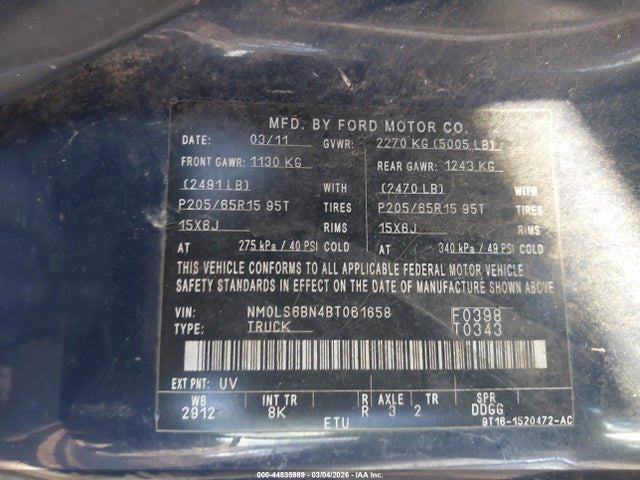 MFD. BY FORD MOTOR CO.
DATE: 03/11 GVWR: 2270 KG (5005 LB)
FRONT GAWR: 1130 KG REAR GAWR: 1243 KG
(2491 LB) WITH (2470 LB) WITH
P205/65R15 95T TIRES P205/65R15 95T TIRES
15X6J RIMS 15X6J RIMS
AT 275 kPa / 40 PSI COLD AT 340 kPa / 49 PSI COLD
THIS VEHICLE CONFORMS TO ALL APPLICABLE FEDERAL MOTOR VEHICLE
SAFETY STANDARDS IN EFFECT ON THE DATE OF MANUFACTURE SHOWN ABOVE.
VIN: NM0LS6BN4BT061658 F0398
TYPE: TRUCK T0343
EXT PNT: UV
WB INT TR R AXLE TR SPR
2912 8K R 3 2 DDGG
ETU 9T16-1520472-AC
© 44535989 - 03/04/2026 - IAA Inc.